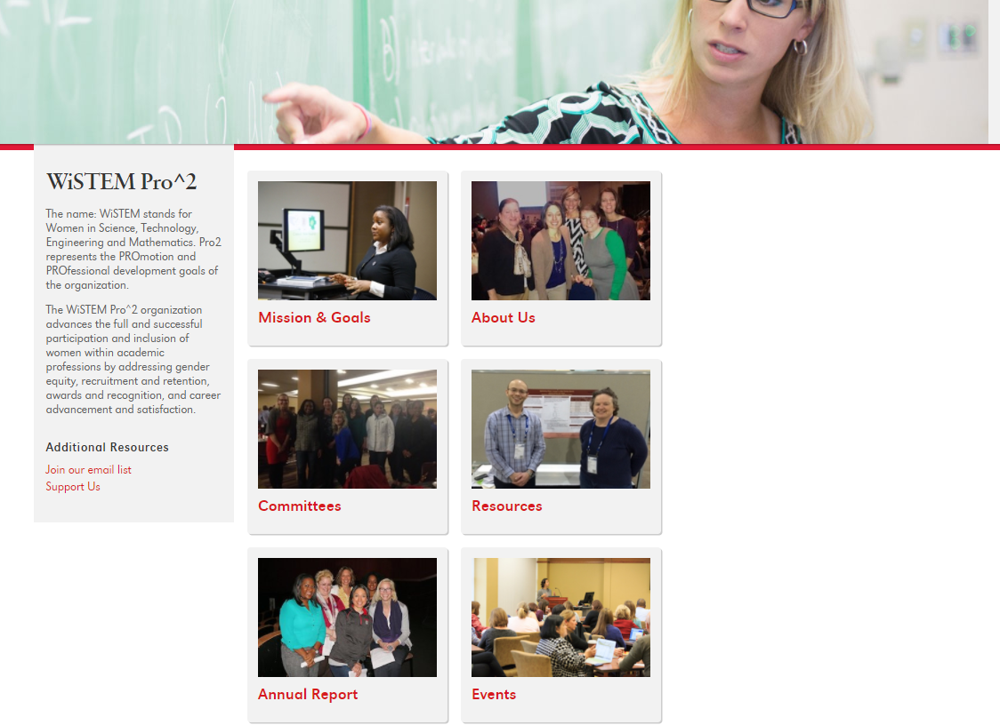 WiSTEM Pro^2
The name: WiSTEM stands for
Women in Science, Technology,
Engineering and Mathematics. Pro2
represents the PROmotion and
PROfessional development goals of
the organization.
The WiSTEM Pro^2 organization
advances the full and successful
participation and inclusion of
women within academic
professions by addressing gender
equity, recruitment and retention,
awards and recognition, and career
advancement and satisfaction.
Additional Resources
Join our email list
Support Us
Mission & Goals
About Us
Committees
Resources
Annual Report
Events